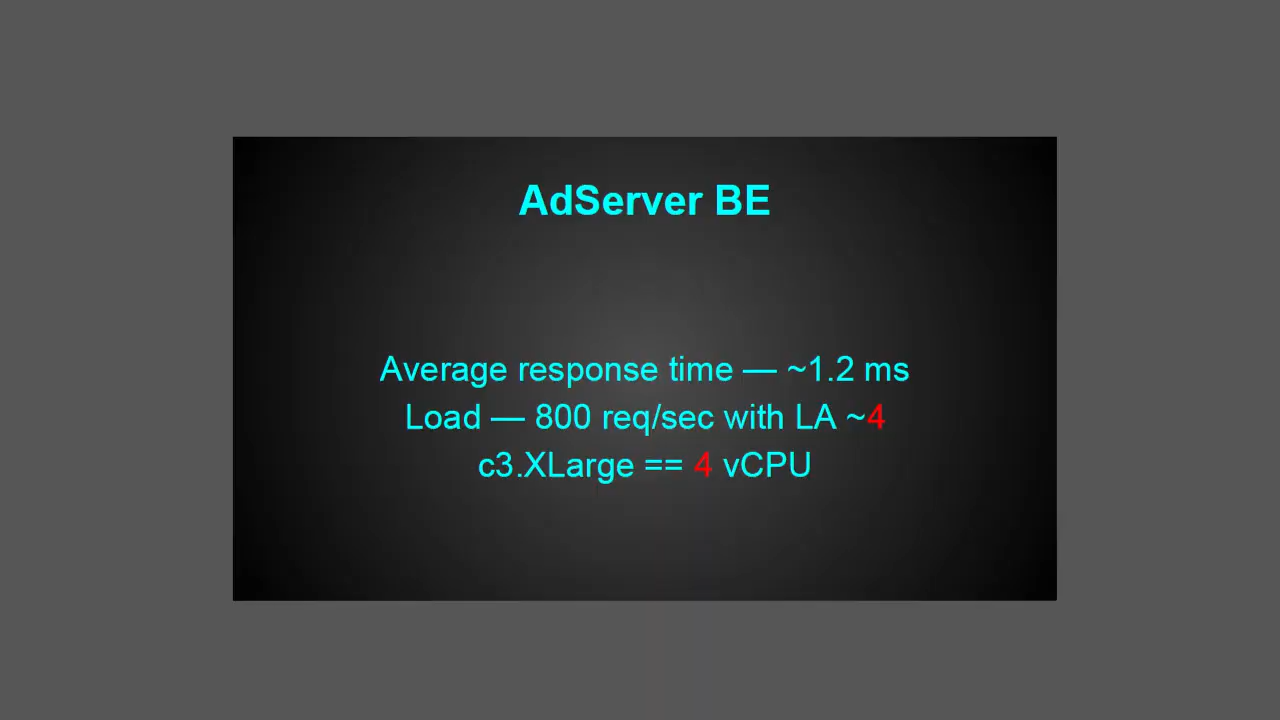 AdServer BE
Average response time — ~1.2 ms
Load — 800 req/sec with LA ~4
c3.XLarge == 4 vCPU